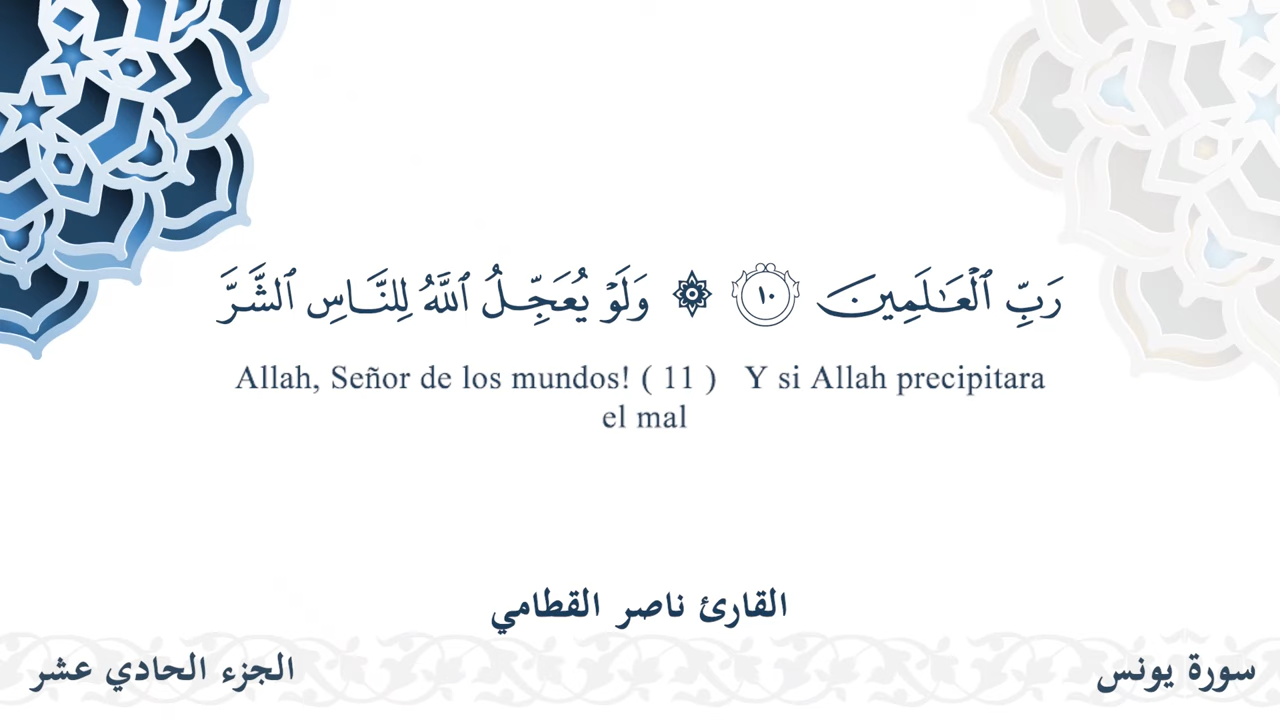 رَبِّ ٱلْعَـٰلَمِينَ ١٠ ۞ وَلَوْ يُعَجِّلُ ٱللَّهُ لِلنَّاسِ ٱلشَّرَّ
Allah, Señor de los mundos! ( 11 ) Y si Allah precipitara
el mal
القارئ ناصر القطامي
سورة يونس
الجزء الحادي عشر